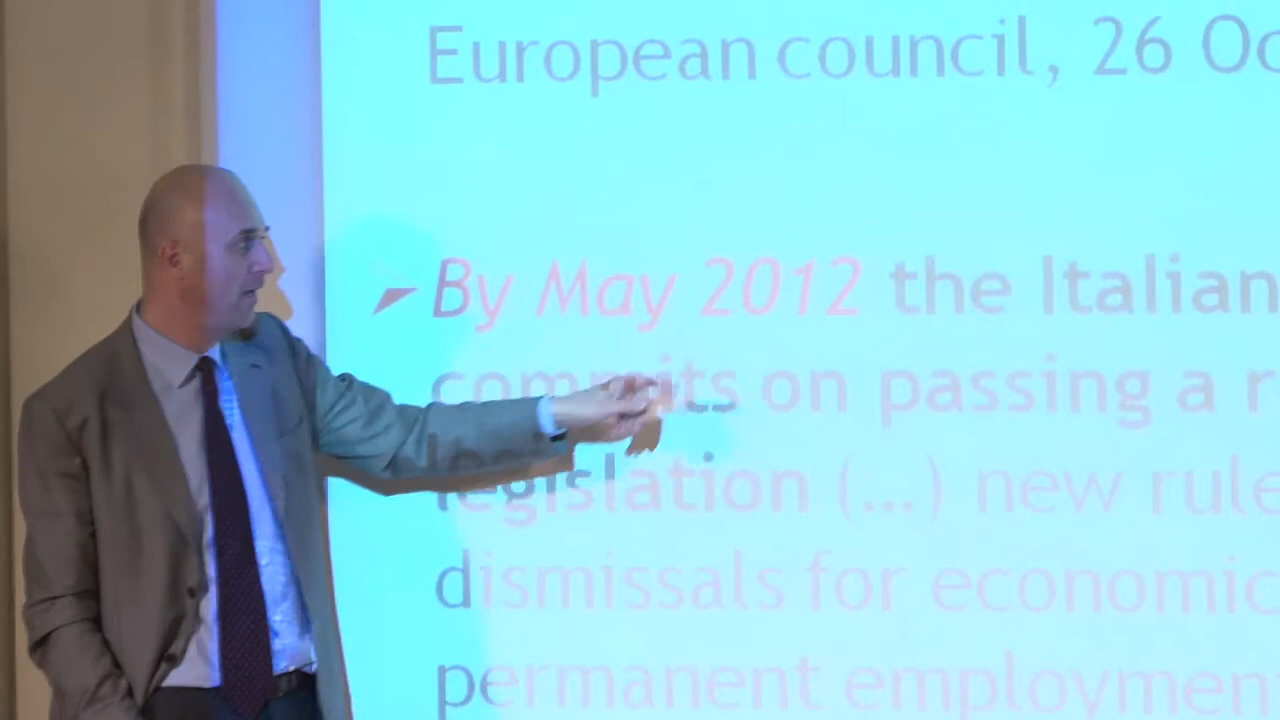 European council, 26 Oc
By May 2012 the Italian
commits on passing a r
legislation (...) new rule
dismissals for economic
permanent employmen